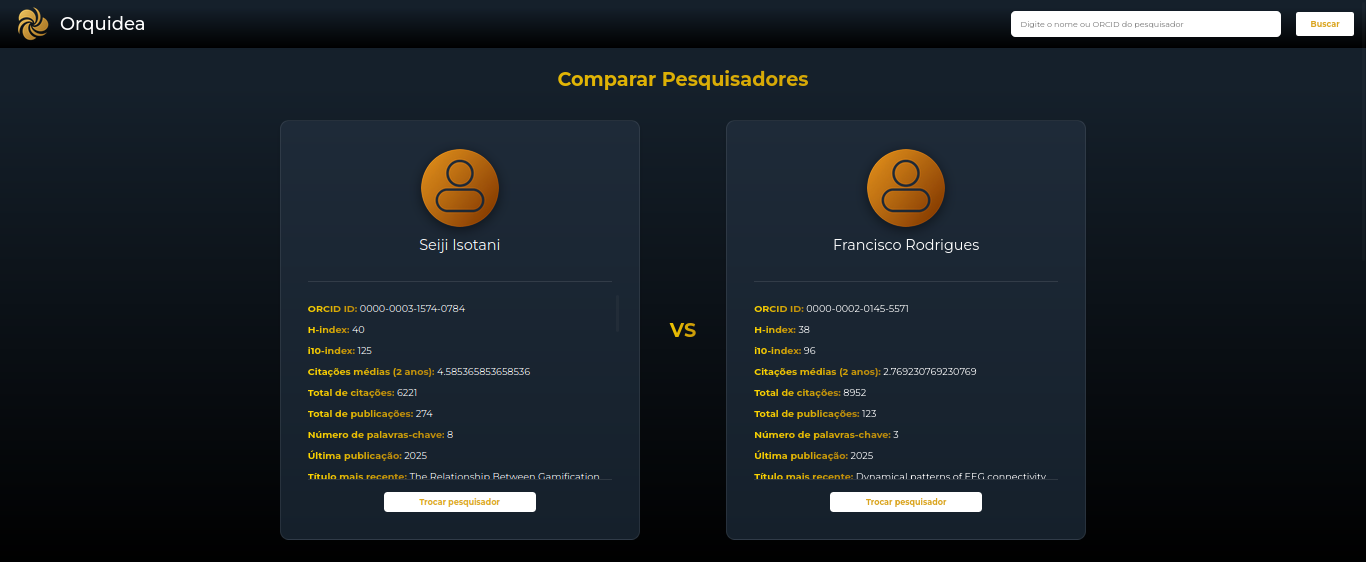 Orquidea
Digite o nome ou ORCID do pesquisador
Buscar
Comparar Pesquisadores
Seiji Isotani
ORCID ID: 0000-0003-1574-0784
H-index: 40
i10-index: 125
Citações médias (2 anos): 4.585365853658536
Total de citações: 6221
Total de publicações: 274
Número de palavras-chave: 8
Última publicação: 2025
Título mais recente: The Relationship Between Gamification
Trocar pesquisador
VS
Francisco Rodrigues
ORCID ID: 0000-0002-0145-5571
H-index: 38
i10-index: 96
Citações médias (2 anos): 2.769230769230769
Total de citações: 8952
Total de publicações: 123
Número de palavras-chave: 3
Última publicação: 2025
Título mais recente: Dynamical patterns of EEG connectivity
Trocar pesquisador